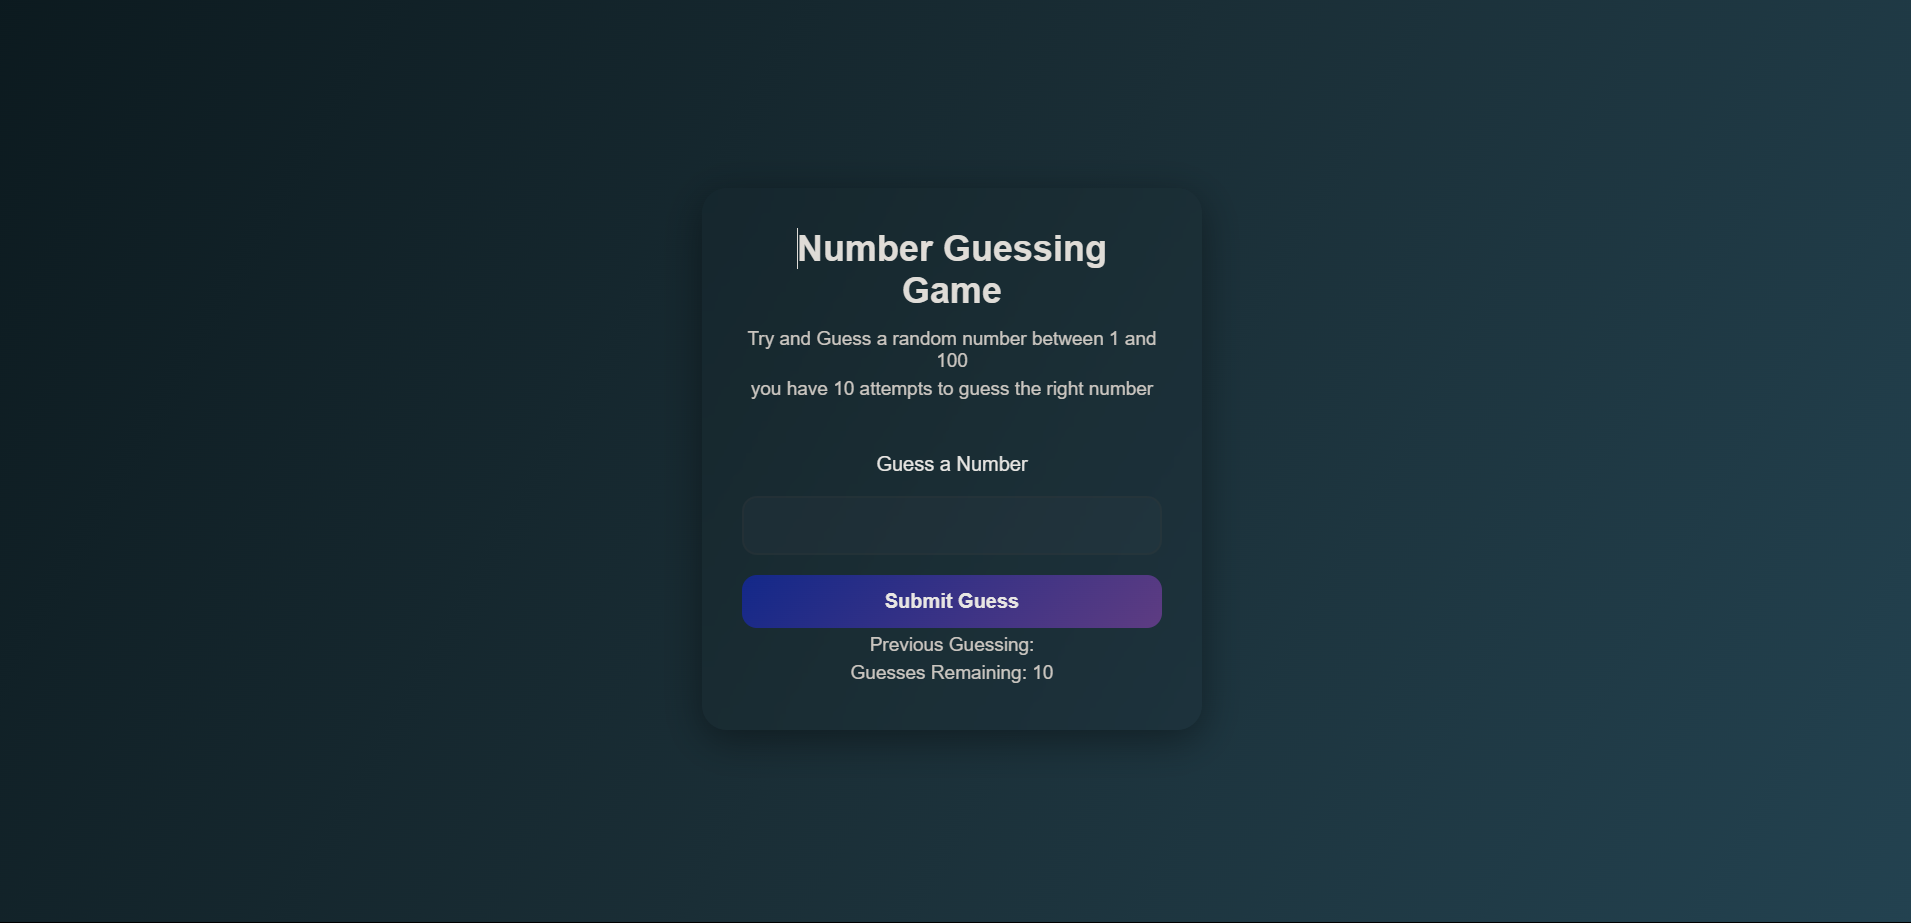 Number Guessing
Game
Try and Guess a random number between 1 and
100
you have 10 attempts to guess the right number
Guess a Number
Submit Guess
Previous Guessing:
Guesses Remaining: 10